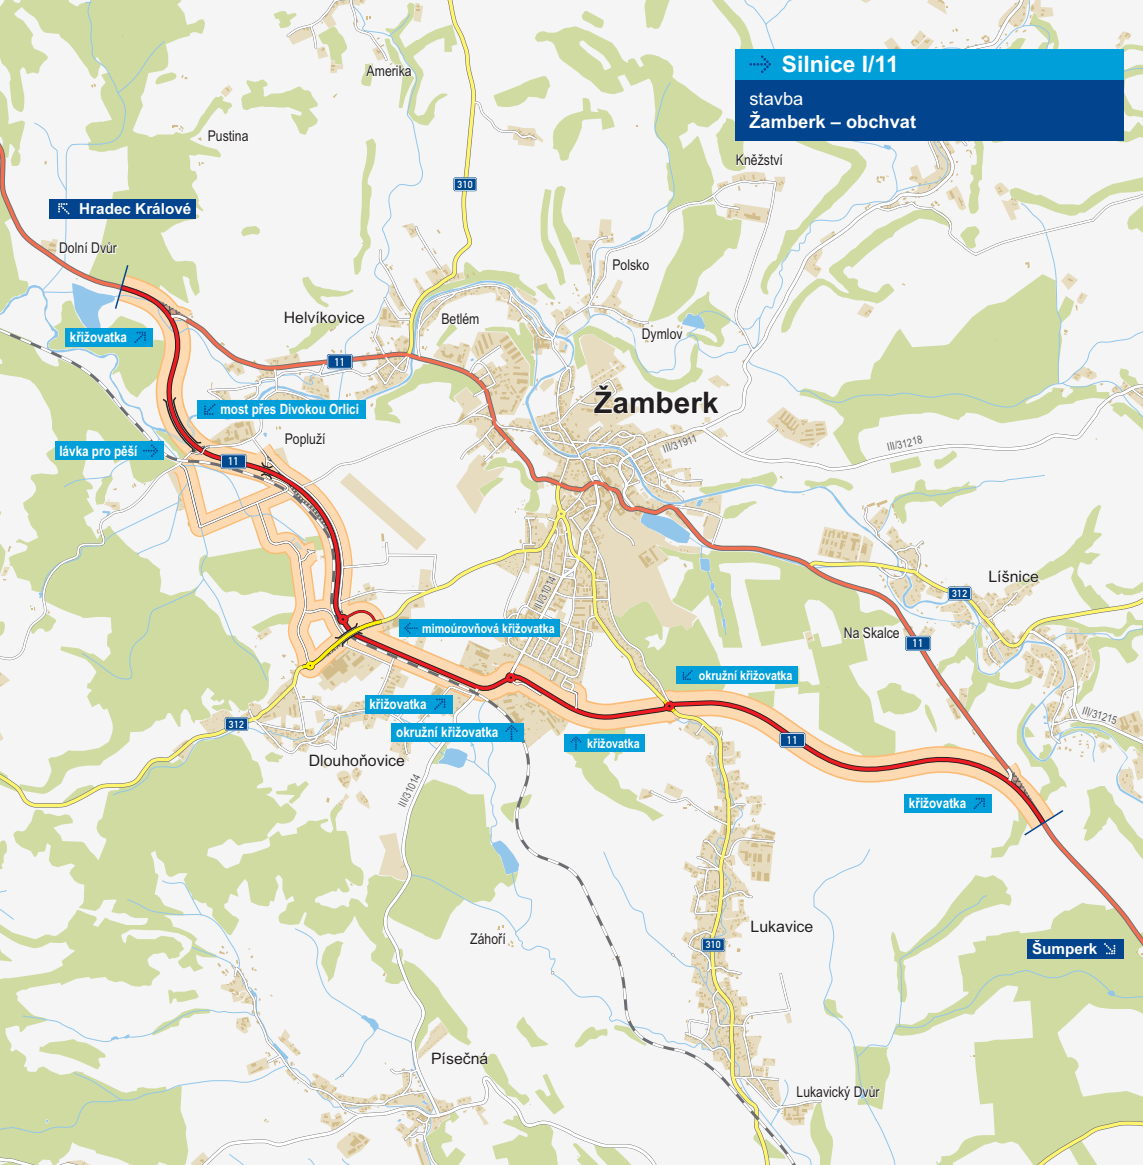 Silnice I/11
stavba
Žamberk – obchvat
Amerika
Pustina
Kněžství
310
Hradec Králové
Dolní Dvůr
Polsko
Helvíkovice
Betlém
Dymlov
křižovatka
11
Žamberk
most přes Divokou Orlici
Popluží
III/31911
III/31218
lávka pro pěší
11
Líšnice
312
III/31014
mimoúrovňová křižovatka
Na Skalce
11
okružní křižovatka
křižovatka
312
okružní křižovatka
křižovatka
11
III/31215
Dlouhoňovice
III/31014
křižovatka
Lukavice
Záhoří
310
Šumperk
Písečná
Lukavický Dvůr